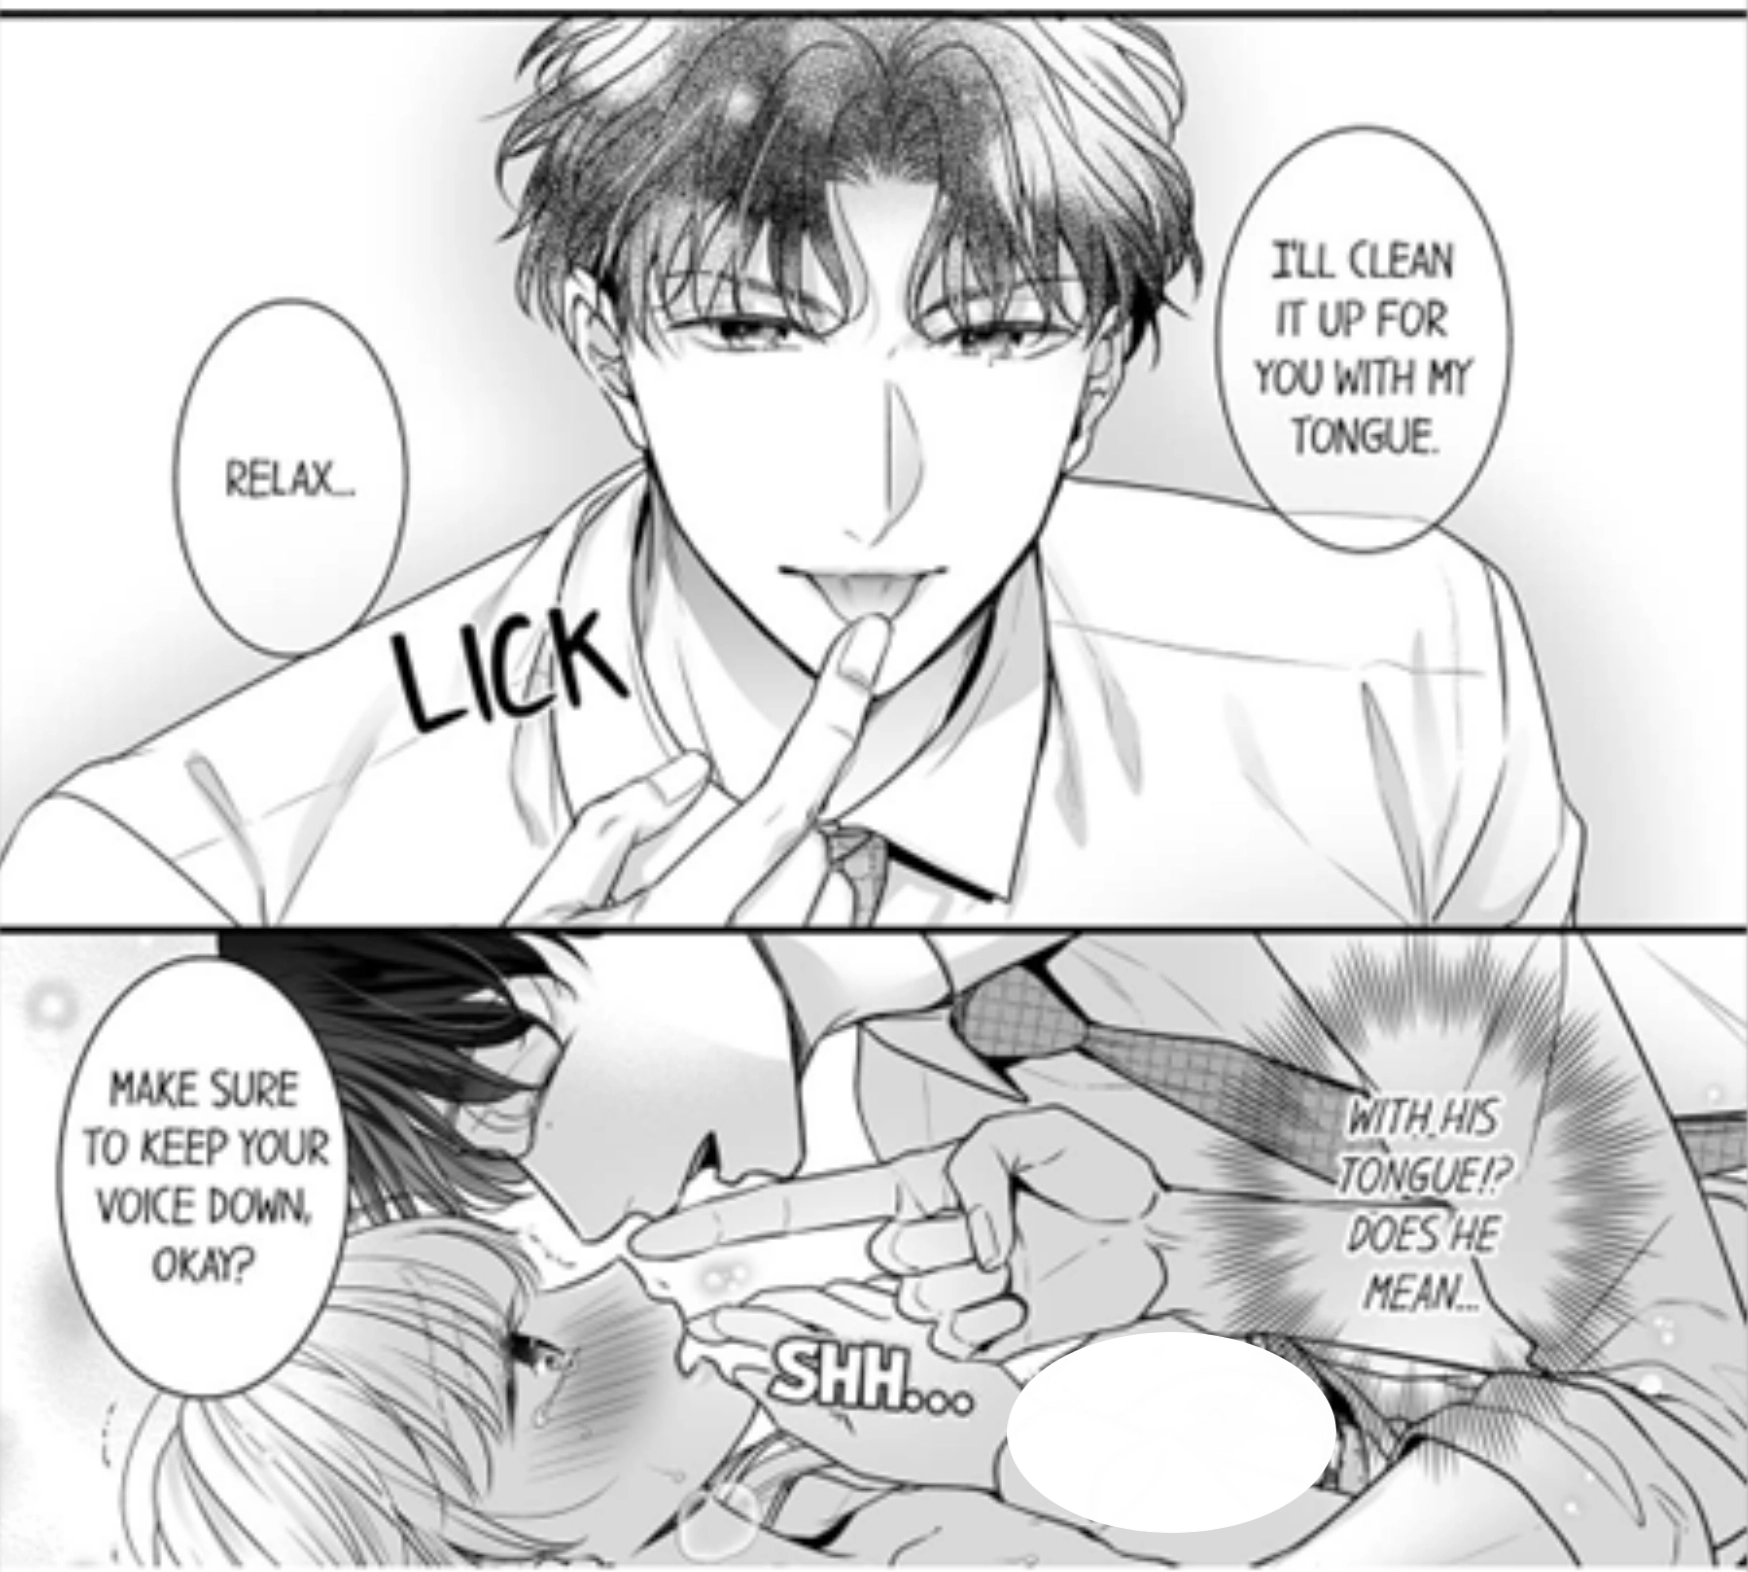 I'LL CLEAN
IT UP FOR
YOU WITH MY
TONGUE.
RELAX...
LICK
WITH HIS
TONGUE!?
DOES HE
MEAN...
SHH...
MAKE SURE
TO KEEP YOUR
VOICE DOWN,
OKAY?